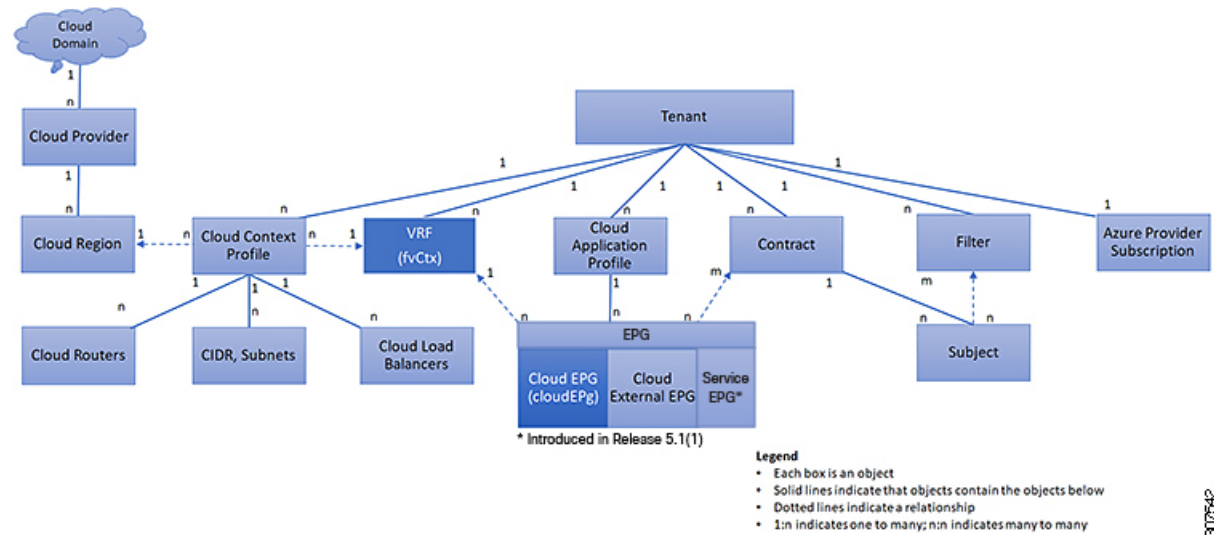 Cloud
Domain
1
n
Cloud Provider
Tenant
1
n
1
1
1
1
1
1
n
n
n
n
n
1
Cloud Region
1
n
Cloud Context
Profile
n
1
VRF
(fvCtx)
Cloud
Application
Profile
Contract
Filter
Azure Provider
Subscription
1
1
1
1
1
m
1
m
n
n
n
n
n
n
n
n
Cloud Routers
CIDR, Subnets
Cloud Load
Balancers
EPG
Subject
Cloud EPG
(cloudEPg)
Cloud
External EPG
Service
EPG*
* Introduced in Release 5.1(1)
Legend
• Each box is an object
• Solid lines indicate that objects contain the objects below
• Dotted lines indicate a relationship
• 1:n indicates one to many; n:n indicates many to many
307542